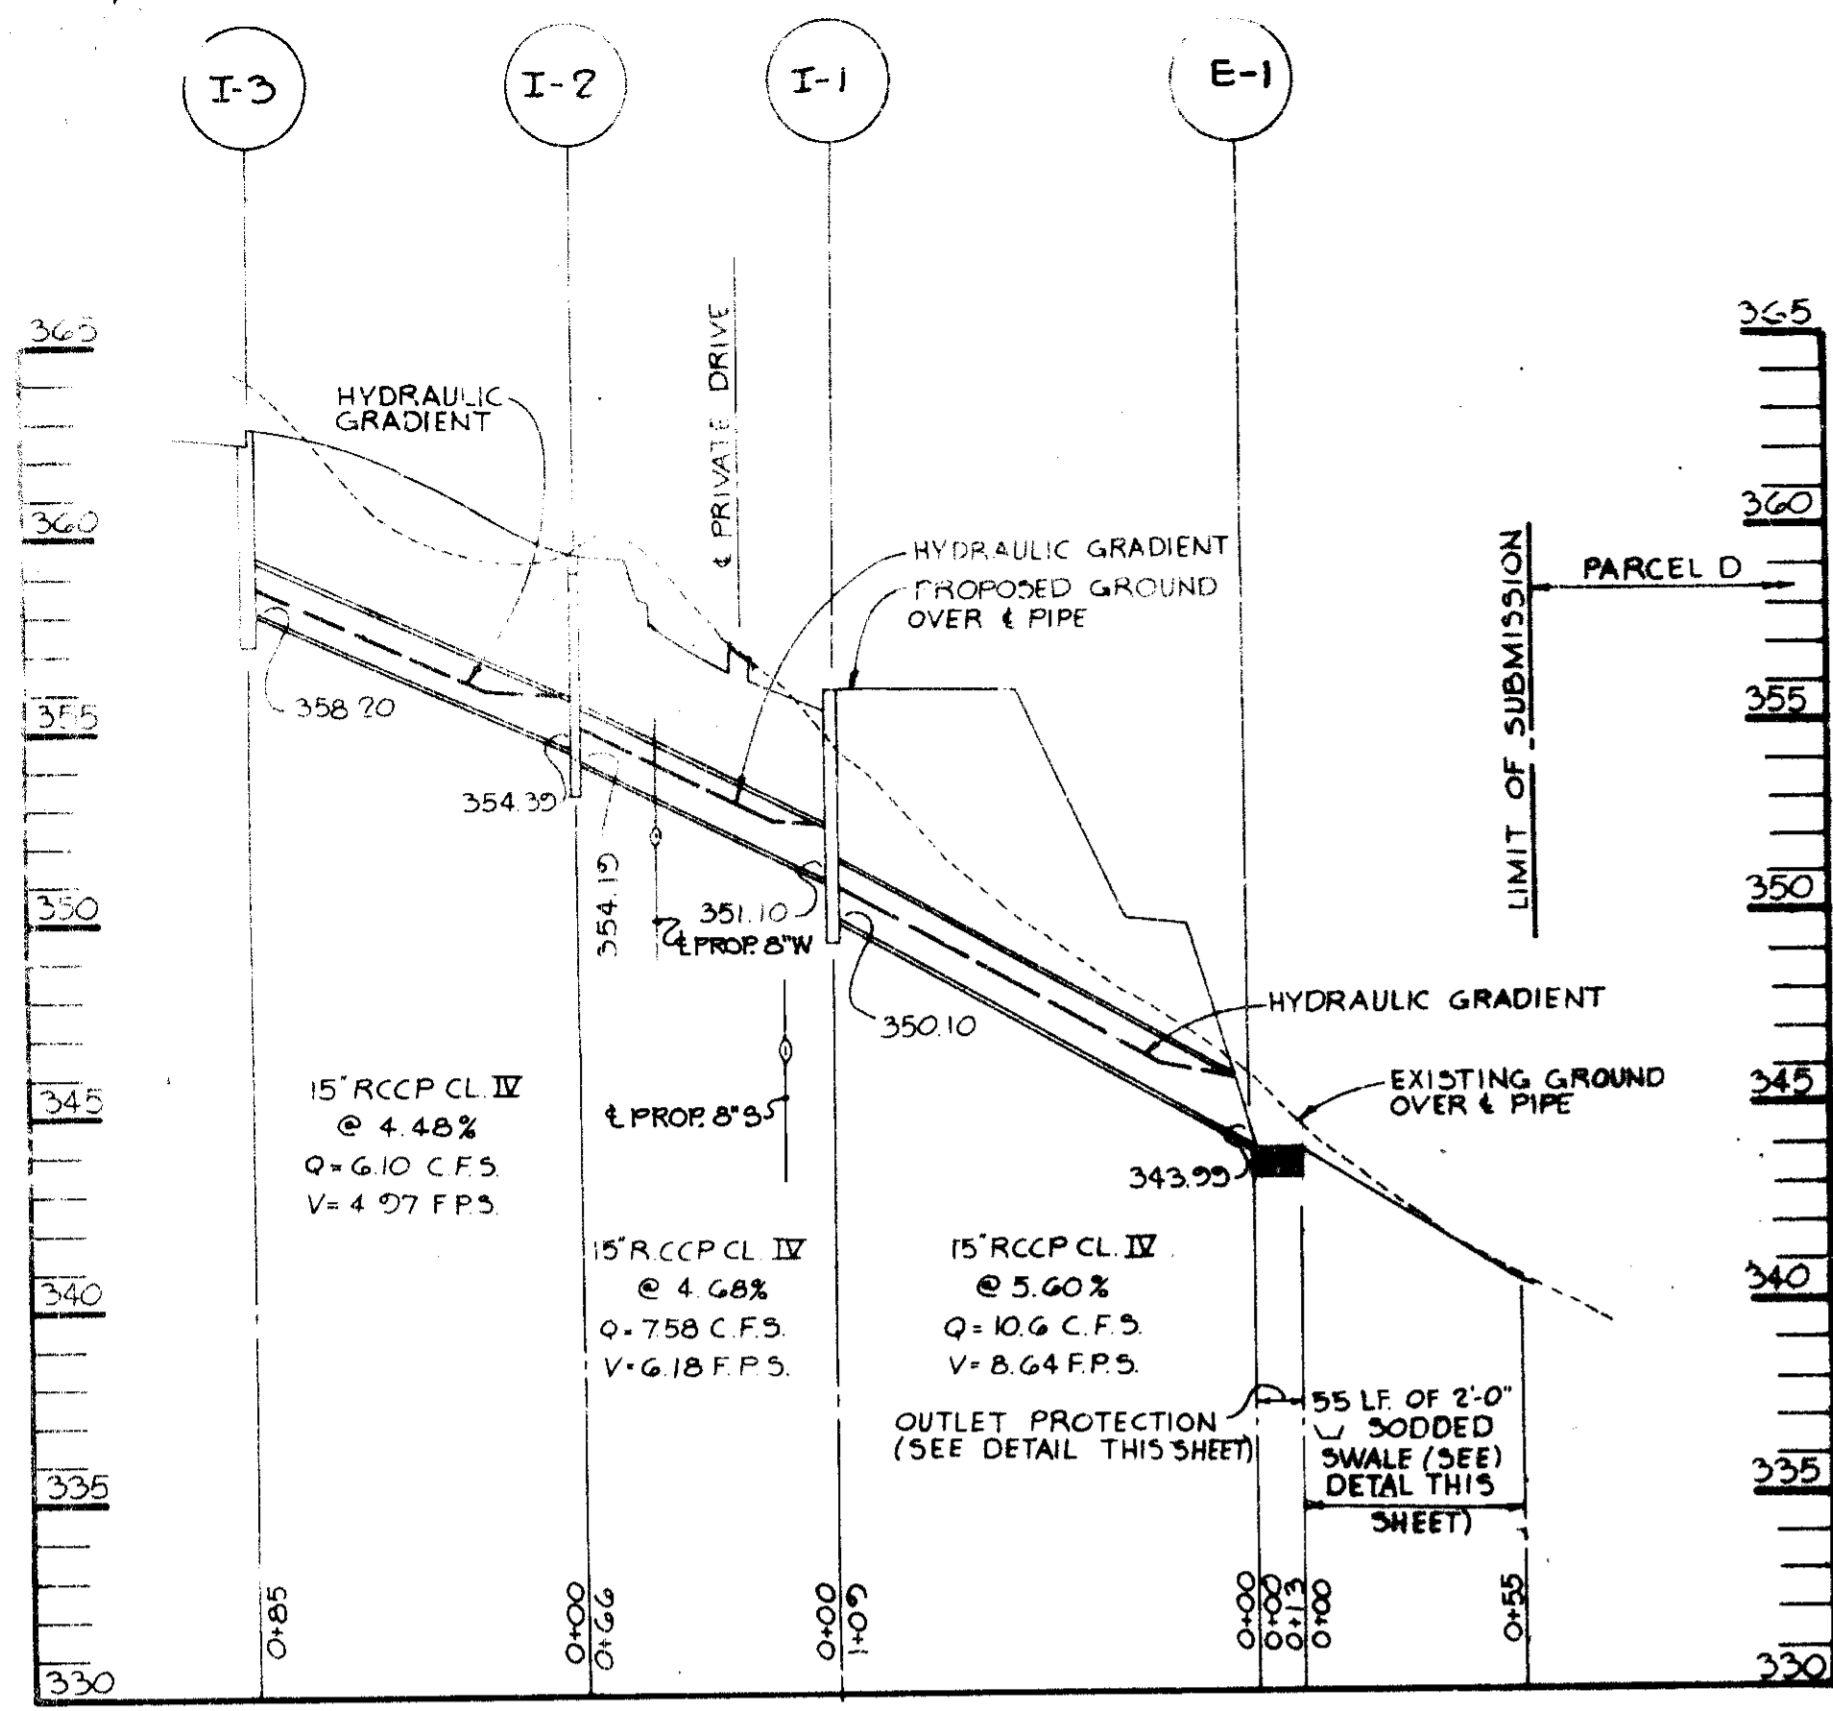 I-3
I-2
I-1
E-1
365
360
355
350
345
340
335
330
365
360
355
350
345
340
335
330
HYDRAULIC
GRADIENT
℄ PRIVATE DRIVE
HYDRAULIC GRADIENT
PROPOSED GROUND
OVER ℄ PIPE
LIMIT OF SUBMISSION
PARCEL D
358.20
354.39
354.19
351.10
℄ PROP. 8"W
350.10
HYDRAULIC GRADIENT
EXISTING GROUND
OVER ℄ PIPE
℄ PROP. 8"S
343.99
15" RCCP CL. IV
@ 4.48%
Q = 6.10 C.F.S.
V = 4.97 F.P.S.
15" R.CCP CL. IV
@ 4.68%
Q = 7.58 C.F.S.
V = 6.18 F.P.S.
15" RCCP CL. IV
@ 5.60%
Q = 10.6 C.F.S.
V = 8.64 F.P.S.
OUTLET PROTECTION
(SEE DETAIL THIS SHEET)
55 LF. OF 2'-0"
SODDED
SWALE (SEE)
DETAL THIS
SHEET)
0+85
0+00
0+66
0+00
1+09
0+00
0+00
0+13
0+00
0+55